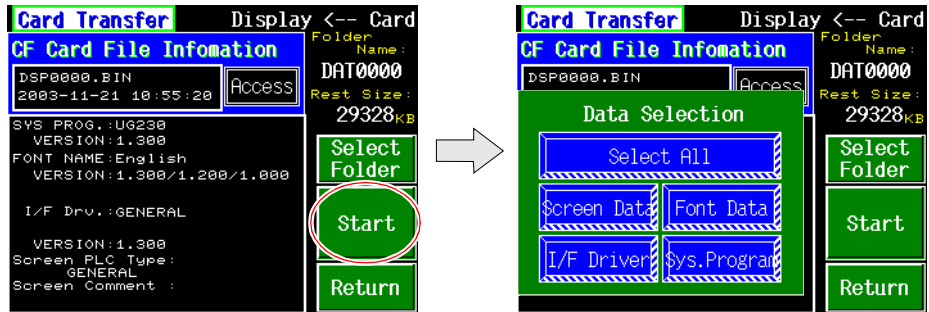 Card Transfer Display <-- Card
CF Card File Infomation
Folder
Name:
DSP0000.BIN
2003-11-21 10:55:20
Access
DAT0000
Rest Size:
29328KB
SYS PROG.:UG230
VERSION:1.300
FONT NAME:English
VERSION:1.300/1.200/1.000
I/F Drv.:GENERAL
VERSION:1.300
Screen PLC Type:
GENERAL
Screen Comment :
Select
Folder
Start
Return
Card Transfer Display <-- Card
CF Card File Infomation
Folder
Name:
DSP0000.BIN
Access
DAT0000
Rest Size:
29328KB
Data Selection
Select All
Screen Data Font Data
I/F Driver Sys.Program
Select
Folder
Start
Return